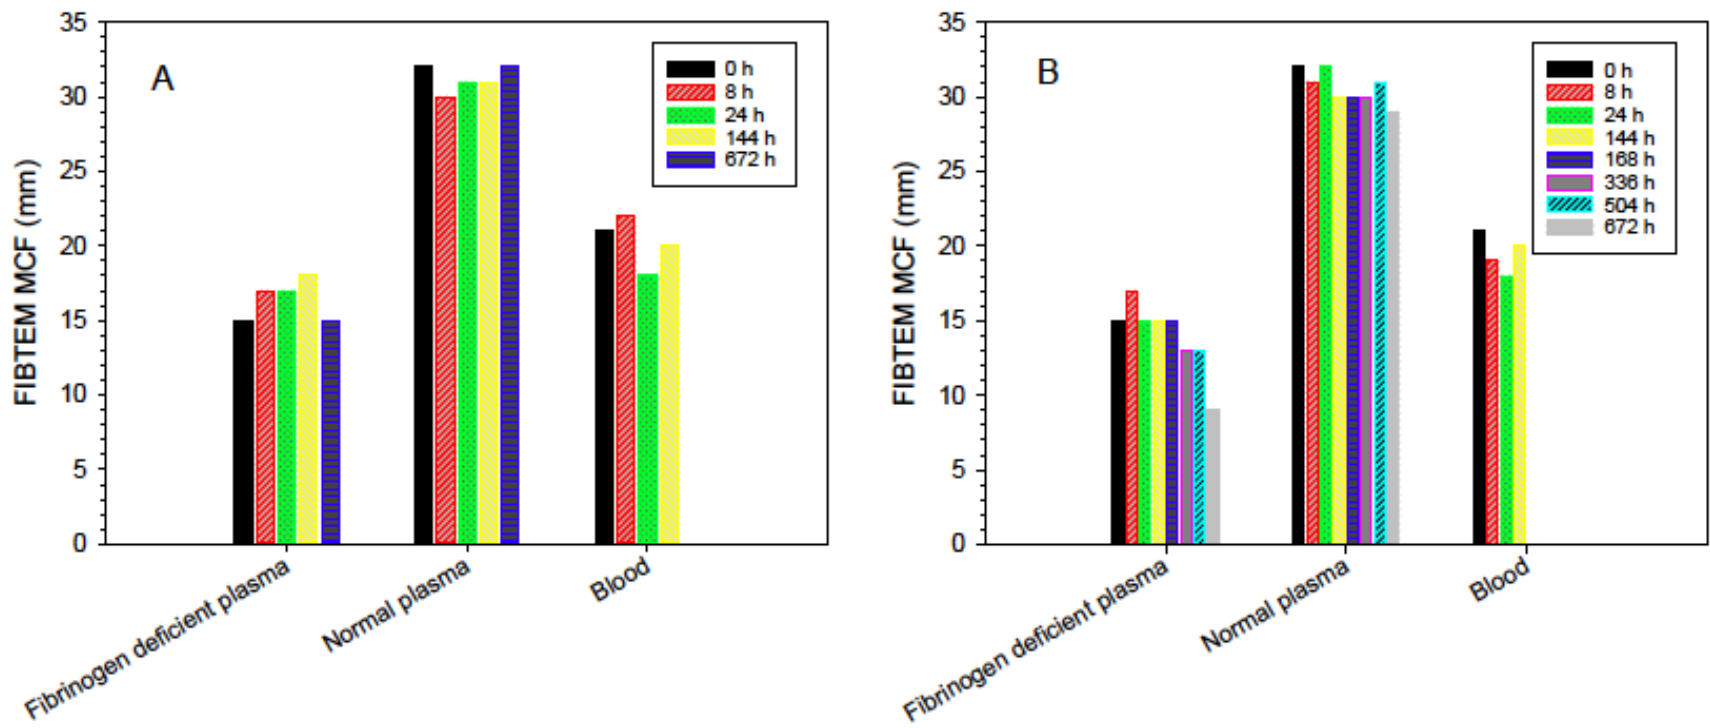 A
FIBTEM MCF (mm)
35
30
25
20
15
10
5
0
0 h
8 h
24 h
144 h
672 h
Fibrinogen deficient plasma
Normal plasma
Blood
B
FIBTEM MCF (mm)
35
30
25
20
15
10
5
0
0 h
8 h
24 h
144 h
168 h
336 h
504 h
672 h
Fibrinogen deficient plasma
Normal plasma
Blood